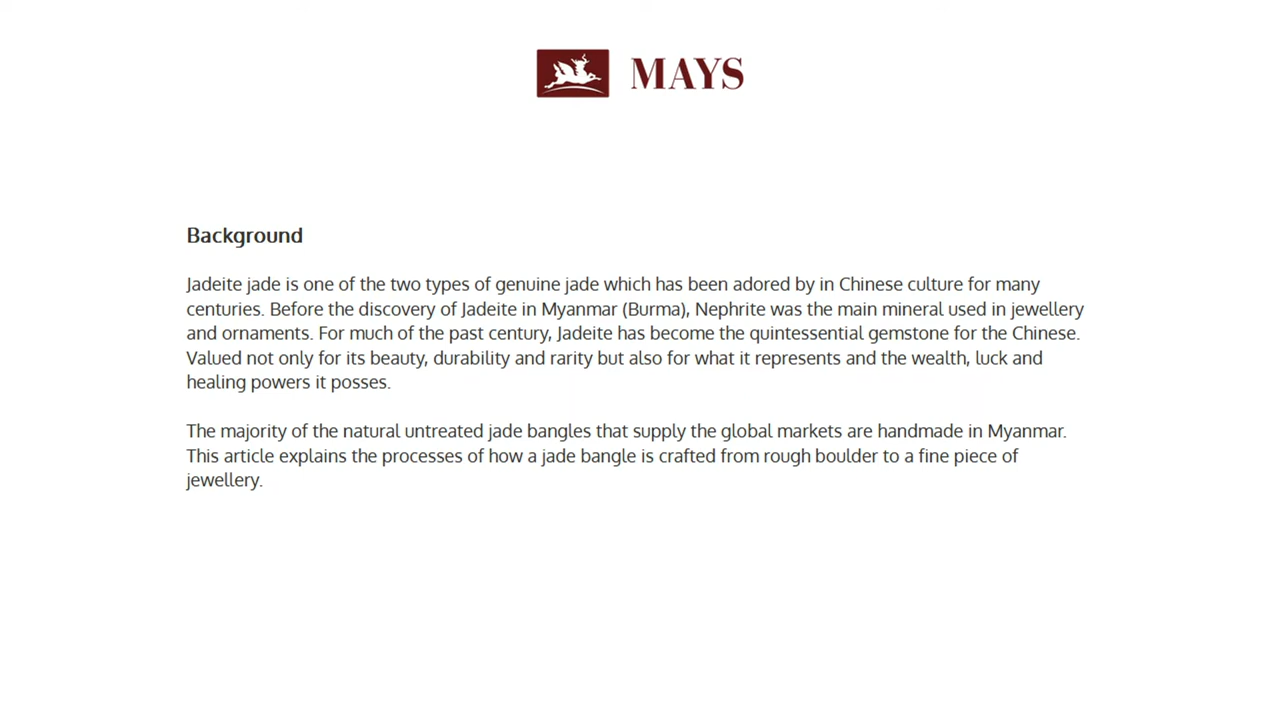 MAYS
Background
Jadeite jade is one of the two types of genuine jade which has been adored by in Chinese culture for many
centuries. Before the discovery of Jadeite in Myanmar (Burma), Nephrite was the main mineral used in jewellery
and ornaments. For much of the past century, Jadeite has become the quintessential gemstone for the Chinese.
Valued not only for its beauty, durability and rarity but also for what it represents and the wealth, luck and
healing powers it posses.
The majority of the natural untreated jade bangles that supply the global markets are handmade in Myanmar.
This article explains the processes of how a jade bangle is crafted from rough boulder to a fine piece of
jewellery.